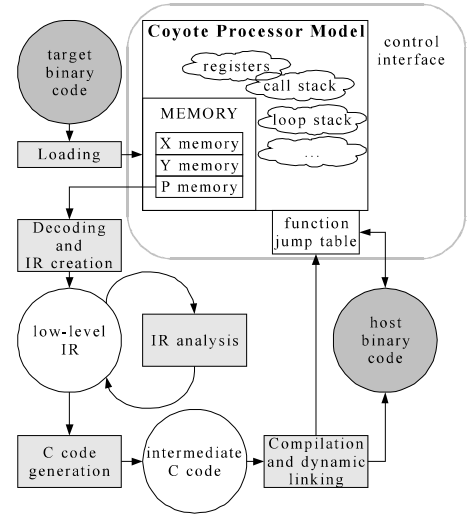 target
binary
code
Coyote Processor Model
control
interface
registers
call stack
loop stack
...
MEMORY
X memory
Y memory
P memory
Loading
function
jump table
Decoding
and
IR creation
low-level
IR
IR analysis
host
binary
code
C code
generation
intermediate
C code
Compilation
and dynamic
linking